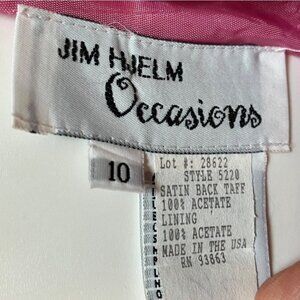 JIM HJELM
Occasions
10
Lot #: 28622
STYLE 5220
SATIN BACK TAFF
100% ACETATE
LINING
100% ACETATE
MADE IN THE USA
RN 93863